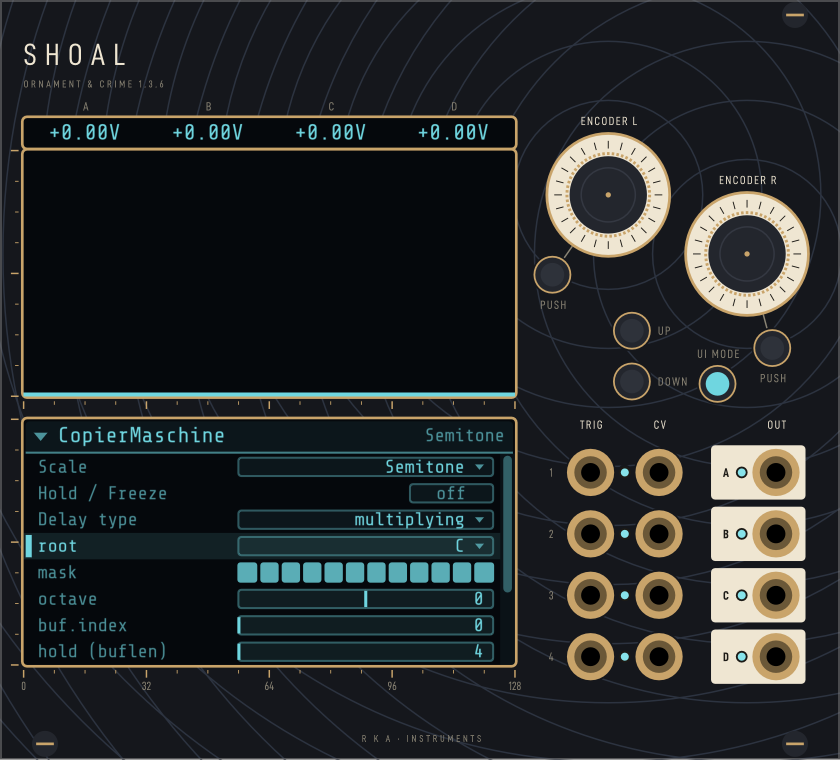 SHOAL
ORNAMENT & CRIME 1.3.6
A B C D
+0.00V +0.00V +0.00V +0.00V
ENCODER L
ENCODER R
PUSH
UP
UI MODE
DOWN
PUSH
CopierMaschine Semitone
Scale Semitone
Hold / Freeze off
Delay type multiplying
root C
mask
octave 0
buf.index 0
hold (buflen) 4
0 32 64 96 128
TRIG CV OUT
1 A
2 B
3 C
4 D
RKA · INSTRUMENTS